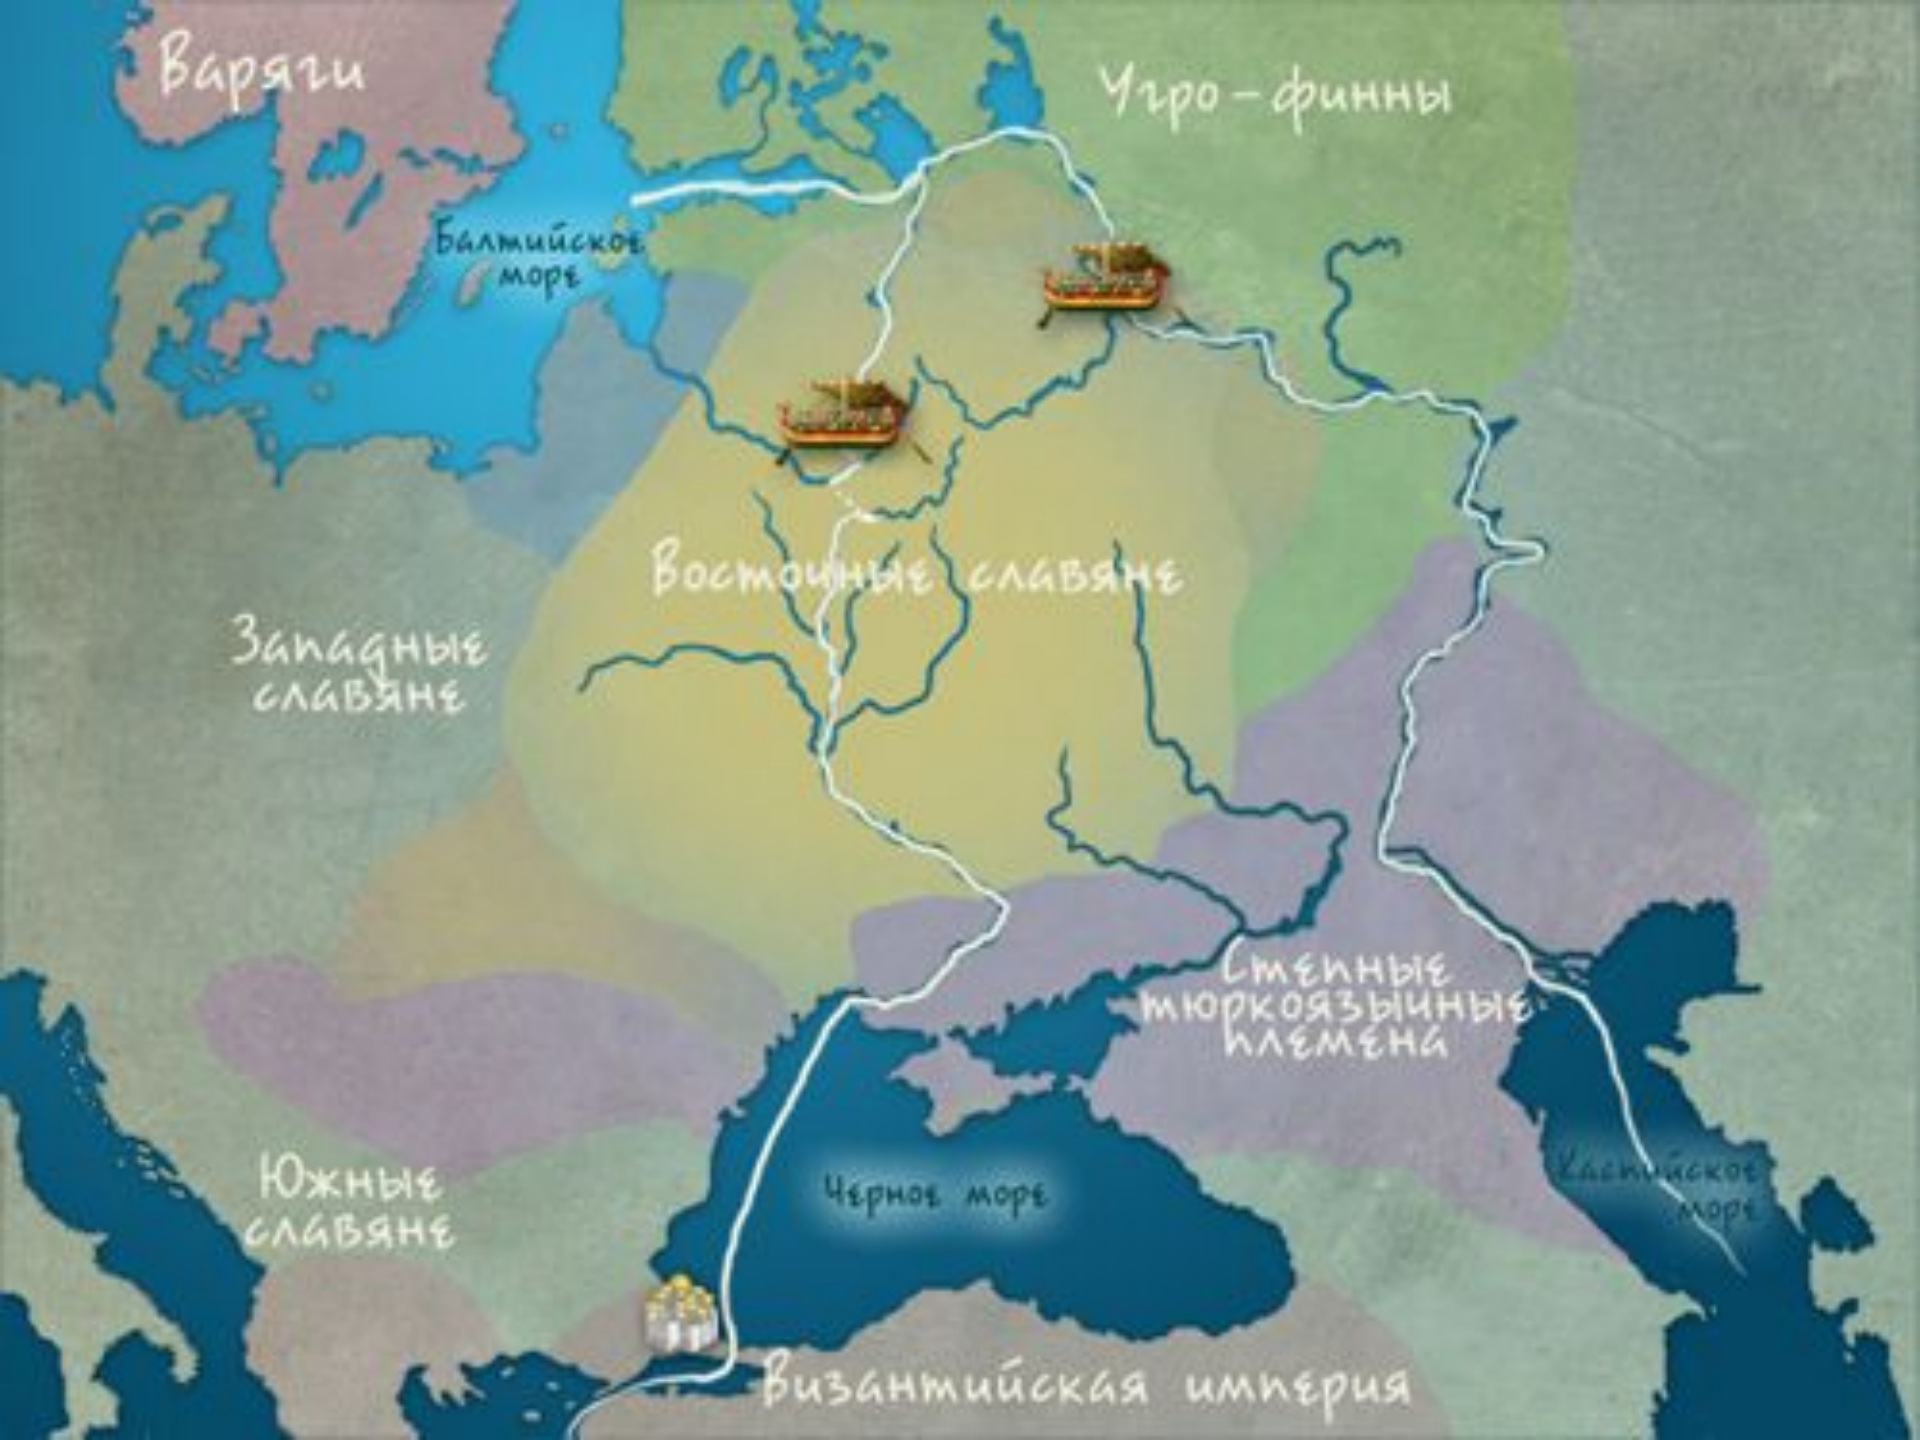 Варяги
Угро-финны
Балтийское
море
Восточные славяне
Западные
славяне
Степные
тюркоязычные
племена
Южные
славяне
Черное море
Каспийское
море
Византийская империя